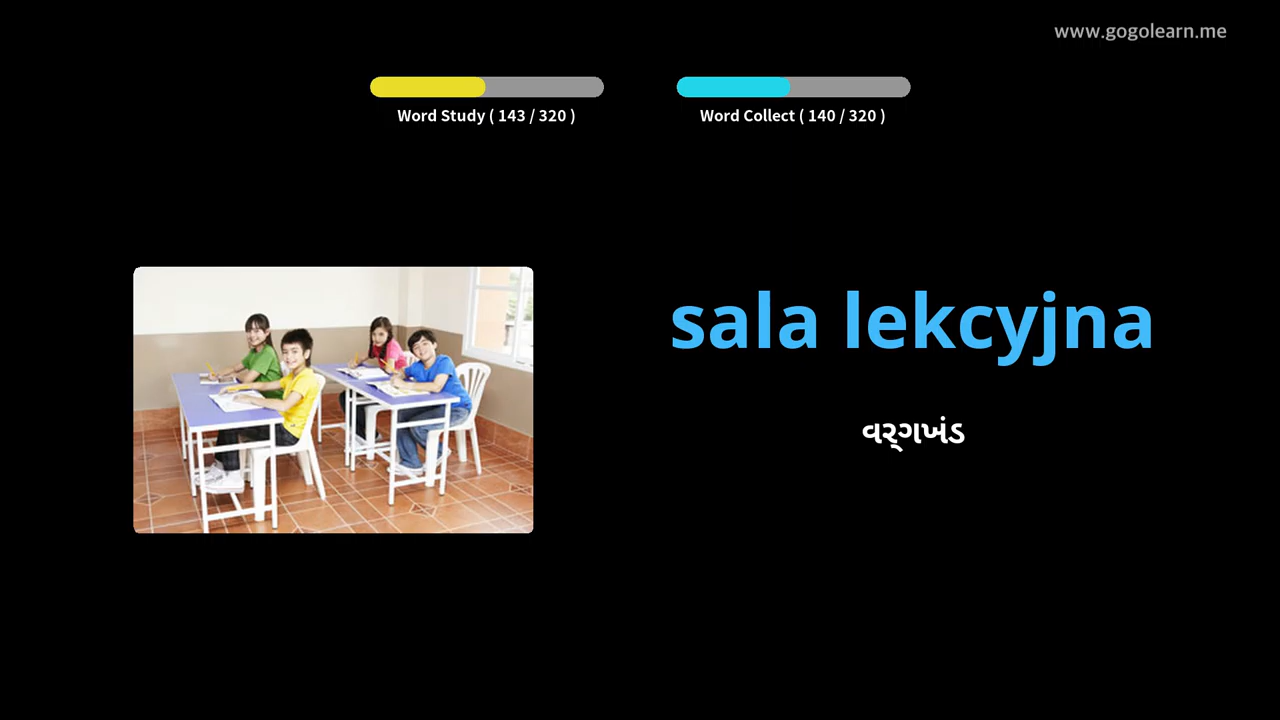 www.gogolearn.me
Word Study ( 143 / 320 )
Word Collect ( 140 / 320 )
sala lekcyjna
વર્ગખંડ